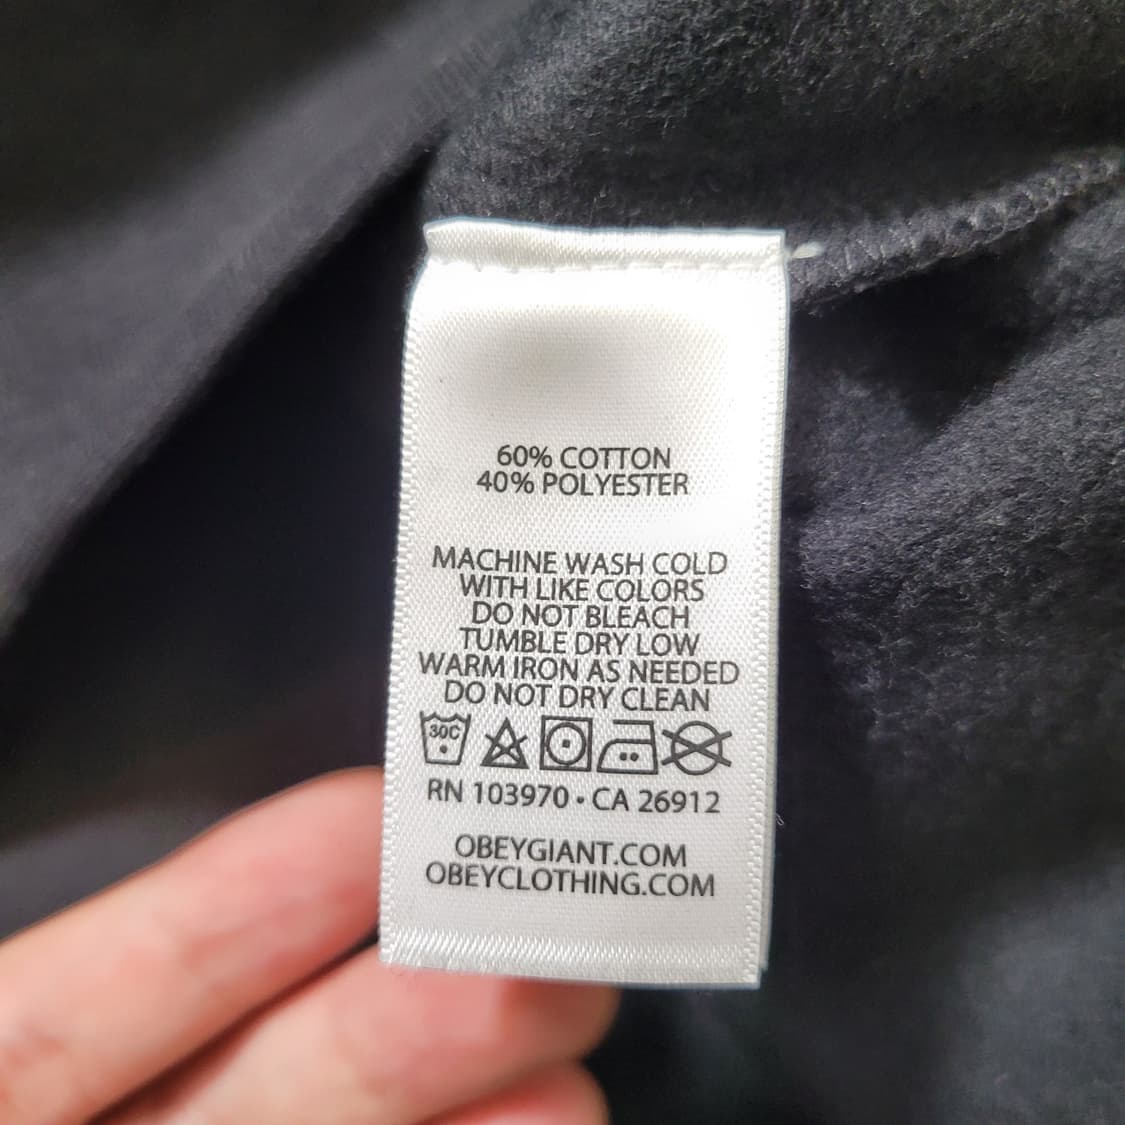 60% COTTON
40% POLYESTER
MACHINE WASH COLD
WITH LIKE COLORS
DO NOT BLEACH
TUMBLE DRY LOW
WARM IRON AS NEEDED
DO NOT DRY CLEAN
30C
RN 103970 • CA 26912
OBEYGIANT.COM
OBEYCLOTHING.COM